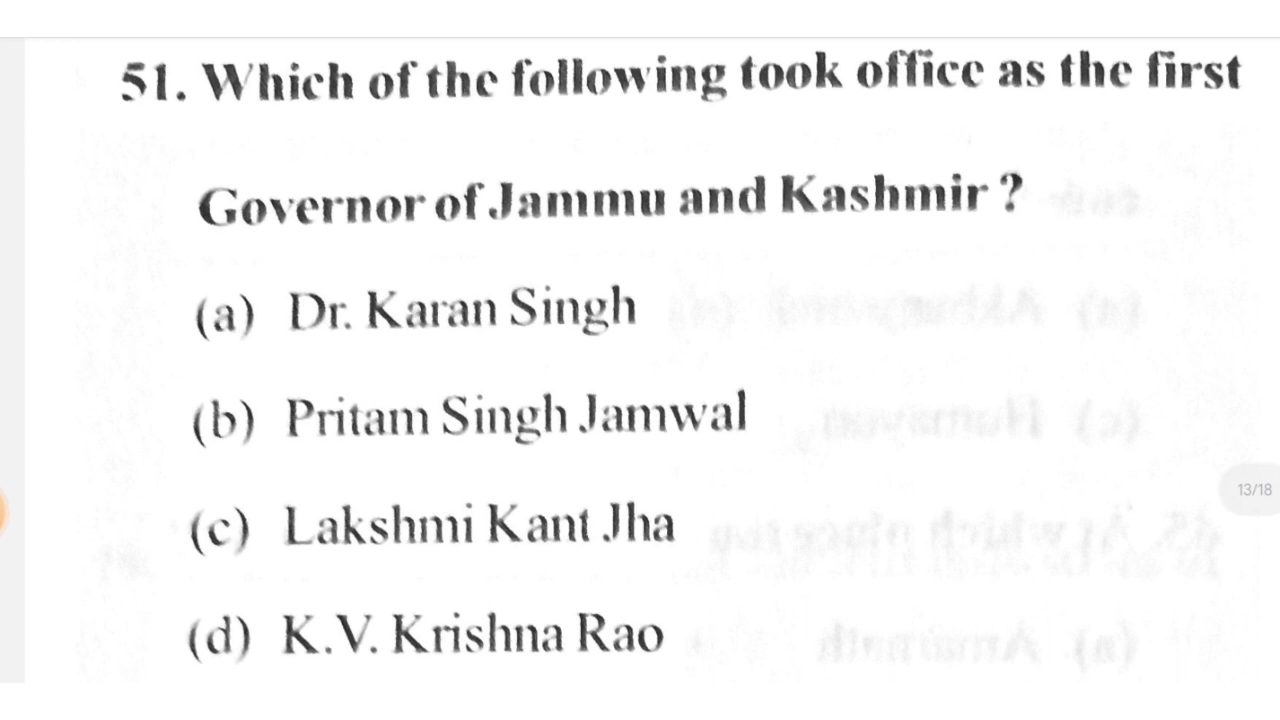 51. Which of the following took office as the first
Governor of Jammu and Kashmir ?
(a) Dr. Karan Singh
(b) Pritam Singh Jamwal
(c) Lakshmi Kant Jha
(d) K.V. Krishna Rao
13/18